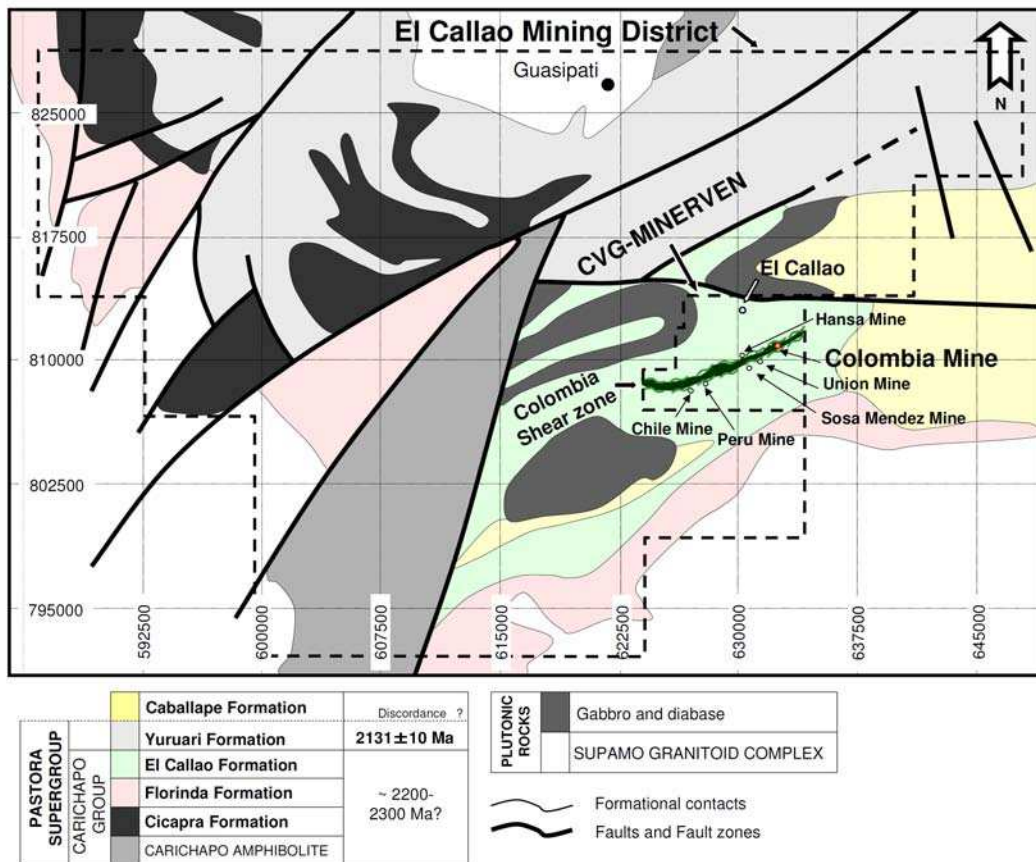 El Callao Mining District
Guasipati
N
825000
817500
810000
802500
795000
CVG-MINERVEN
El Callao
Hansa Mine
Colombia Mine
Union Mine
Sosa Mendez Mine
Peru Mine
Chile Mine
Colombia
Shear zone
592500
600000
607500
615000
622500
630000
637500
645000
PASTORA
SUPERGROUP
CARICHAPO
GROUP
Caballape Formation
Discordance ?
Yuruari Formation
2131±10 Ma
El Callao Formation
Florinda Formation
~ 2200-
2300 Ma?
Cicapra Formation
CARICHAPO AMPHIBOLITE
PLUTONIC
ROCKS
Gabbro and diabase
SUPAMO GRANITOID COMPLEX
Formational contacts
Faults and Fault zones